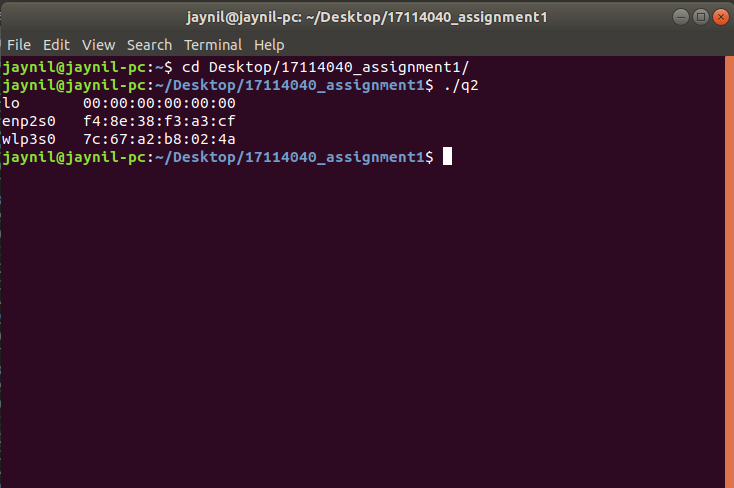 jaynil@jaynil-pc: ~/Desktop/17114040_assignment1
File Edit View Search Terminal Help
jaynil@jaynil-pc:~$ cd Desktop/17114040_assignment1/
jaynil@jaynil-pc:~/Desktop/17114040_assignment1$ ./q2
lo       00:00:00:00:00:00
enp2s0   f4:8e:38:f3:a3:cf
wlp3s0   7c:67:a2:b8:02:4a
jaynil@jaynil-pc:~/Desktop/17114040_assignment1$